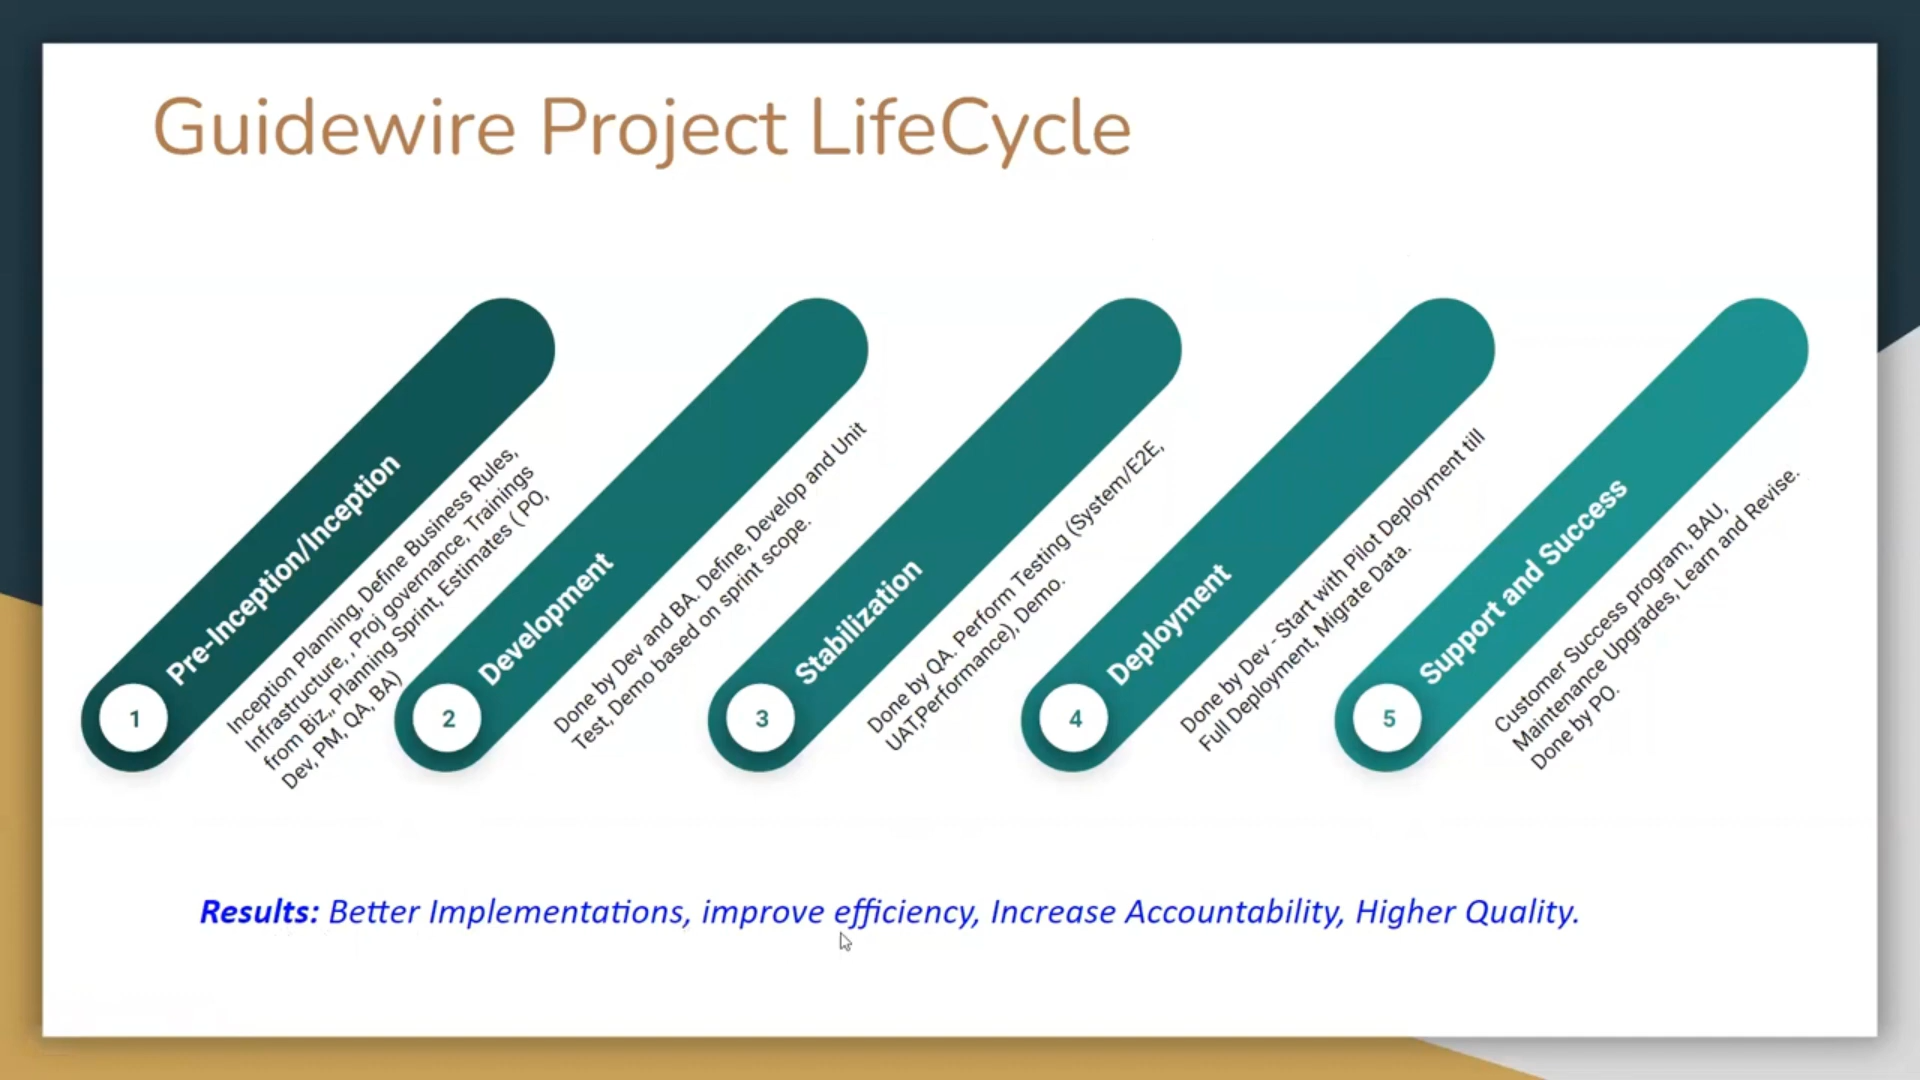 Guidewire Project LifeCycle
1
Pre-Inception/Inception
Inception Planning, Define Business Rules,
Infrastructure, , Proj governance, Trainings
from Biz,, Planning Sprint, Estimates ( PO,
Dev, PM, QA, BA)
2
Development
Done by Dev and BA. Define, Develop and Unit
Test, Demo based on sprint scope.
3
Stabilization
Done by QA. Perform Testing (System/E2E,
UAT,Performance), Demo.
4
Deployment
Done by Dev - Start with Pilot Deployment till
Full Deployment, Migrate Data.
5
Support and Success
Customer Success program, BAU,
Maintenance Upgrades, Learn and Revise.
Done by PO.
Results: Better Implementations, improve efficiency, Increase Accountability, Higher Quality.